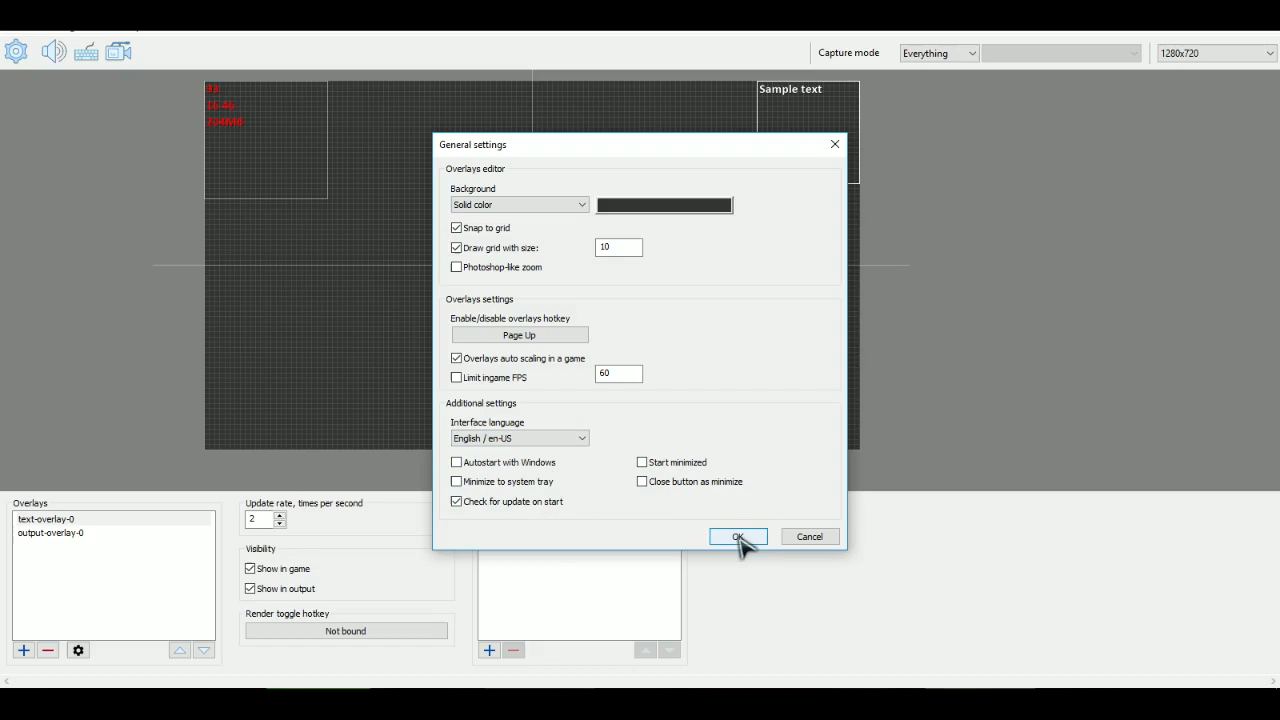 Capture mode
Everything
1280x720
Sample text
General settings
Overlays editor
Background
Solid color
Snap to grid
Draw grid with size:
10
Photoshop-like zoom
Overlays settings
Enable/disable overlays hotkey
Page Up
Overlays auto scaling in a game
Limit ingame FPS
60
Additional settings
Interface language
English / en-US
Autostart with Windows
Start minimized
Minimize to system tray
Close button as minimize
Check for update on start
OK
Cancel
Overlays
text-overlay-0
output-overlay-0
Update rate, times per second
2
Visibility
Show in game
Show in output
Render toggle hotkey
Not bound